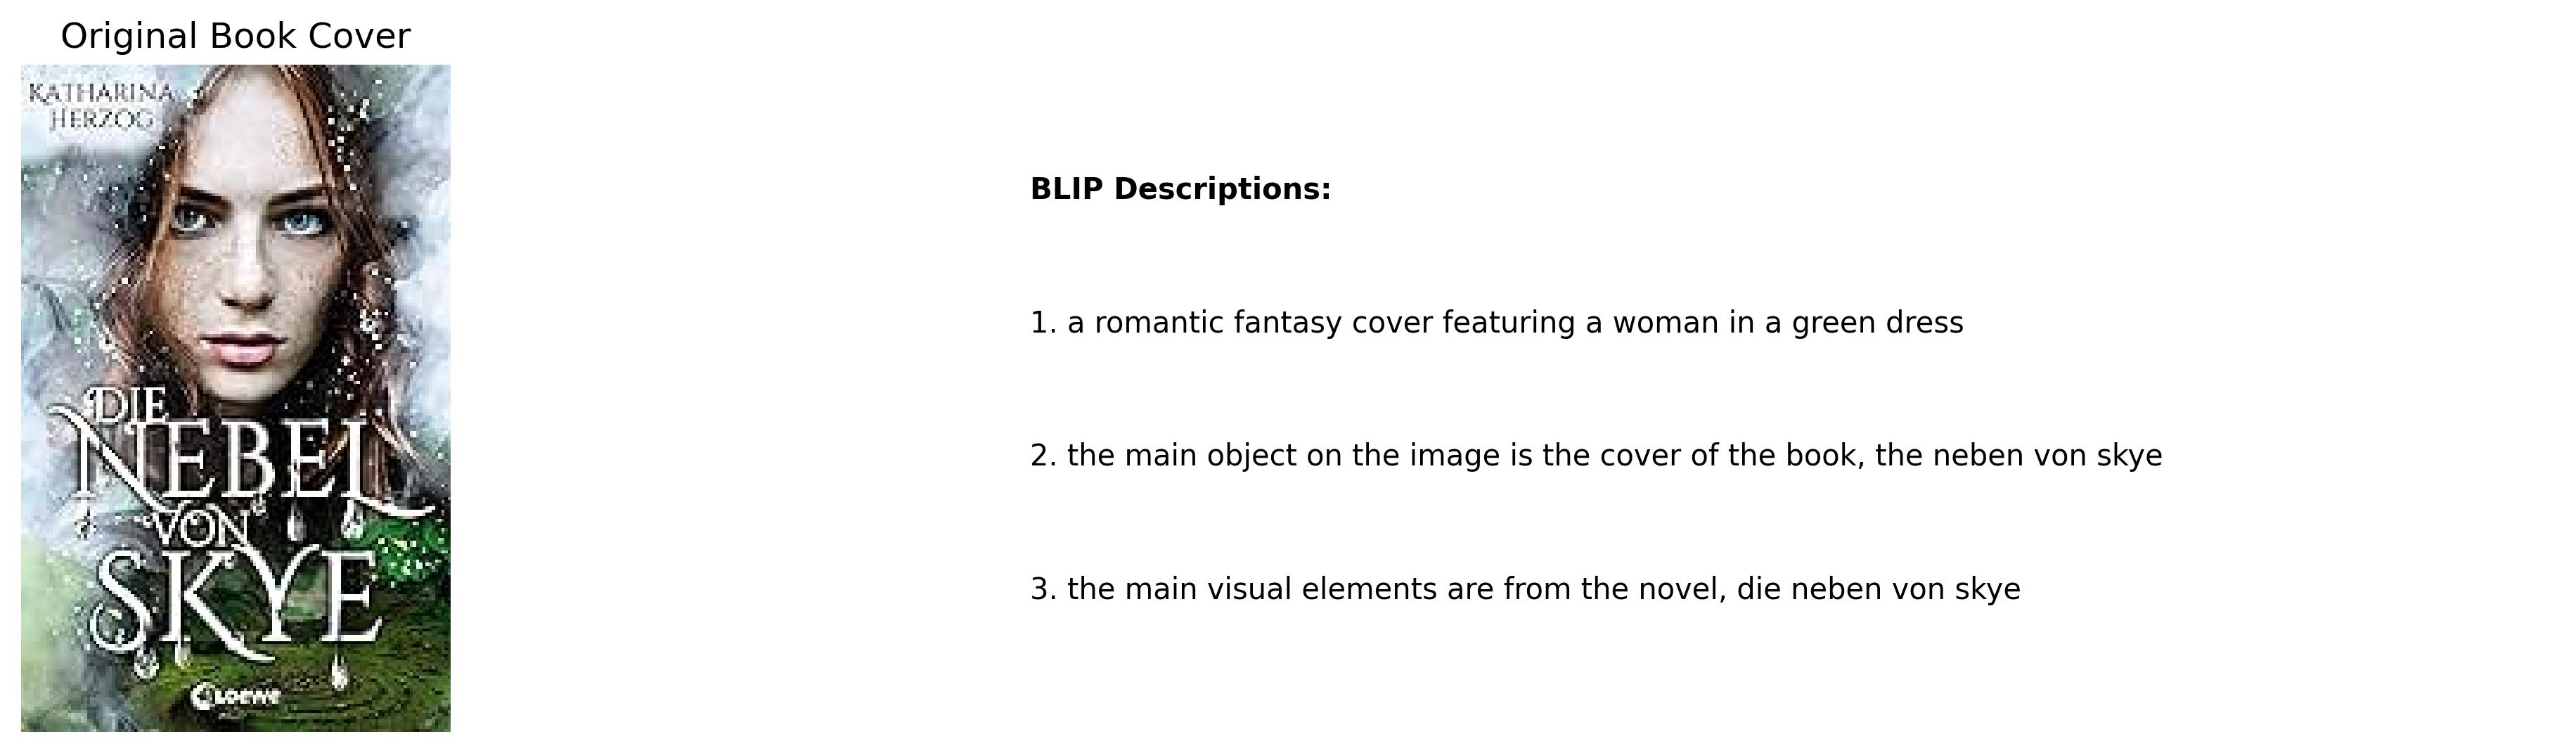 Original Book Cover
KATHARINA
HERZOG
DIE
NEBEL
VON
SKYE
Loewe
BLIP Descriptions:
1. a romantic fantasy cover featuring a woman in a green dress
2. the main object on the image is the cover of the book, the neben von skye
3. the main visual elements are from the novel, die neben von skye